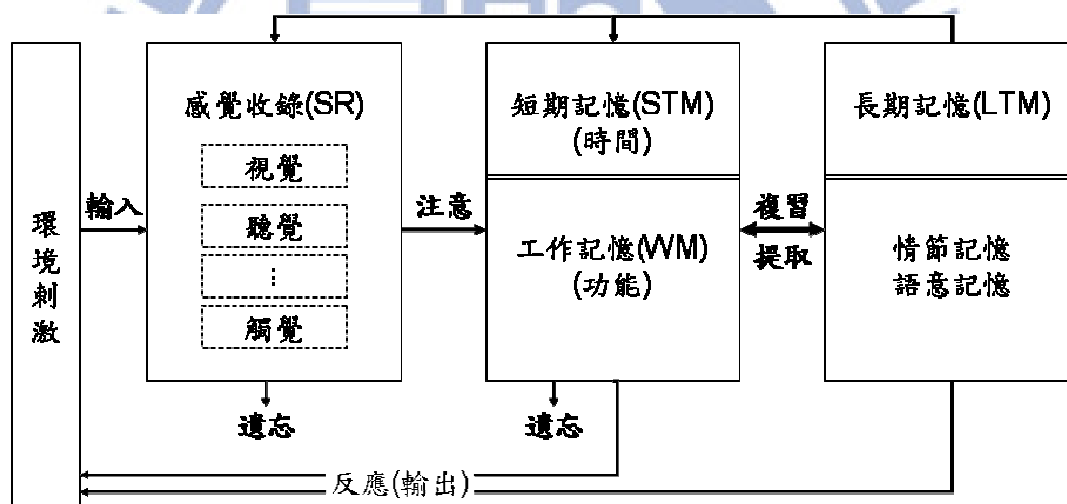 環境刺激
輸入
感覺收錄(SR)
視覺
聽覺
⋮
觸覺
遺忘
注意
短期記憶(STM)
(時間)
工作記憶(WM)
(功能)
遺忘
複習
提取
長期記憶(LTM)
情節記憶
語意記憶
反應(輸出)